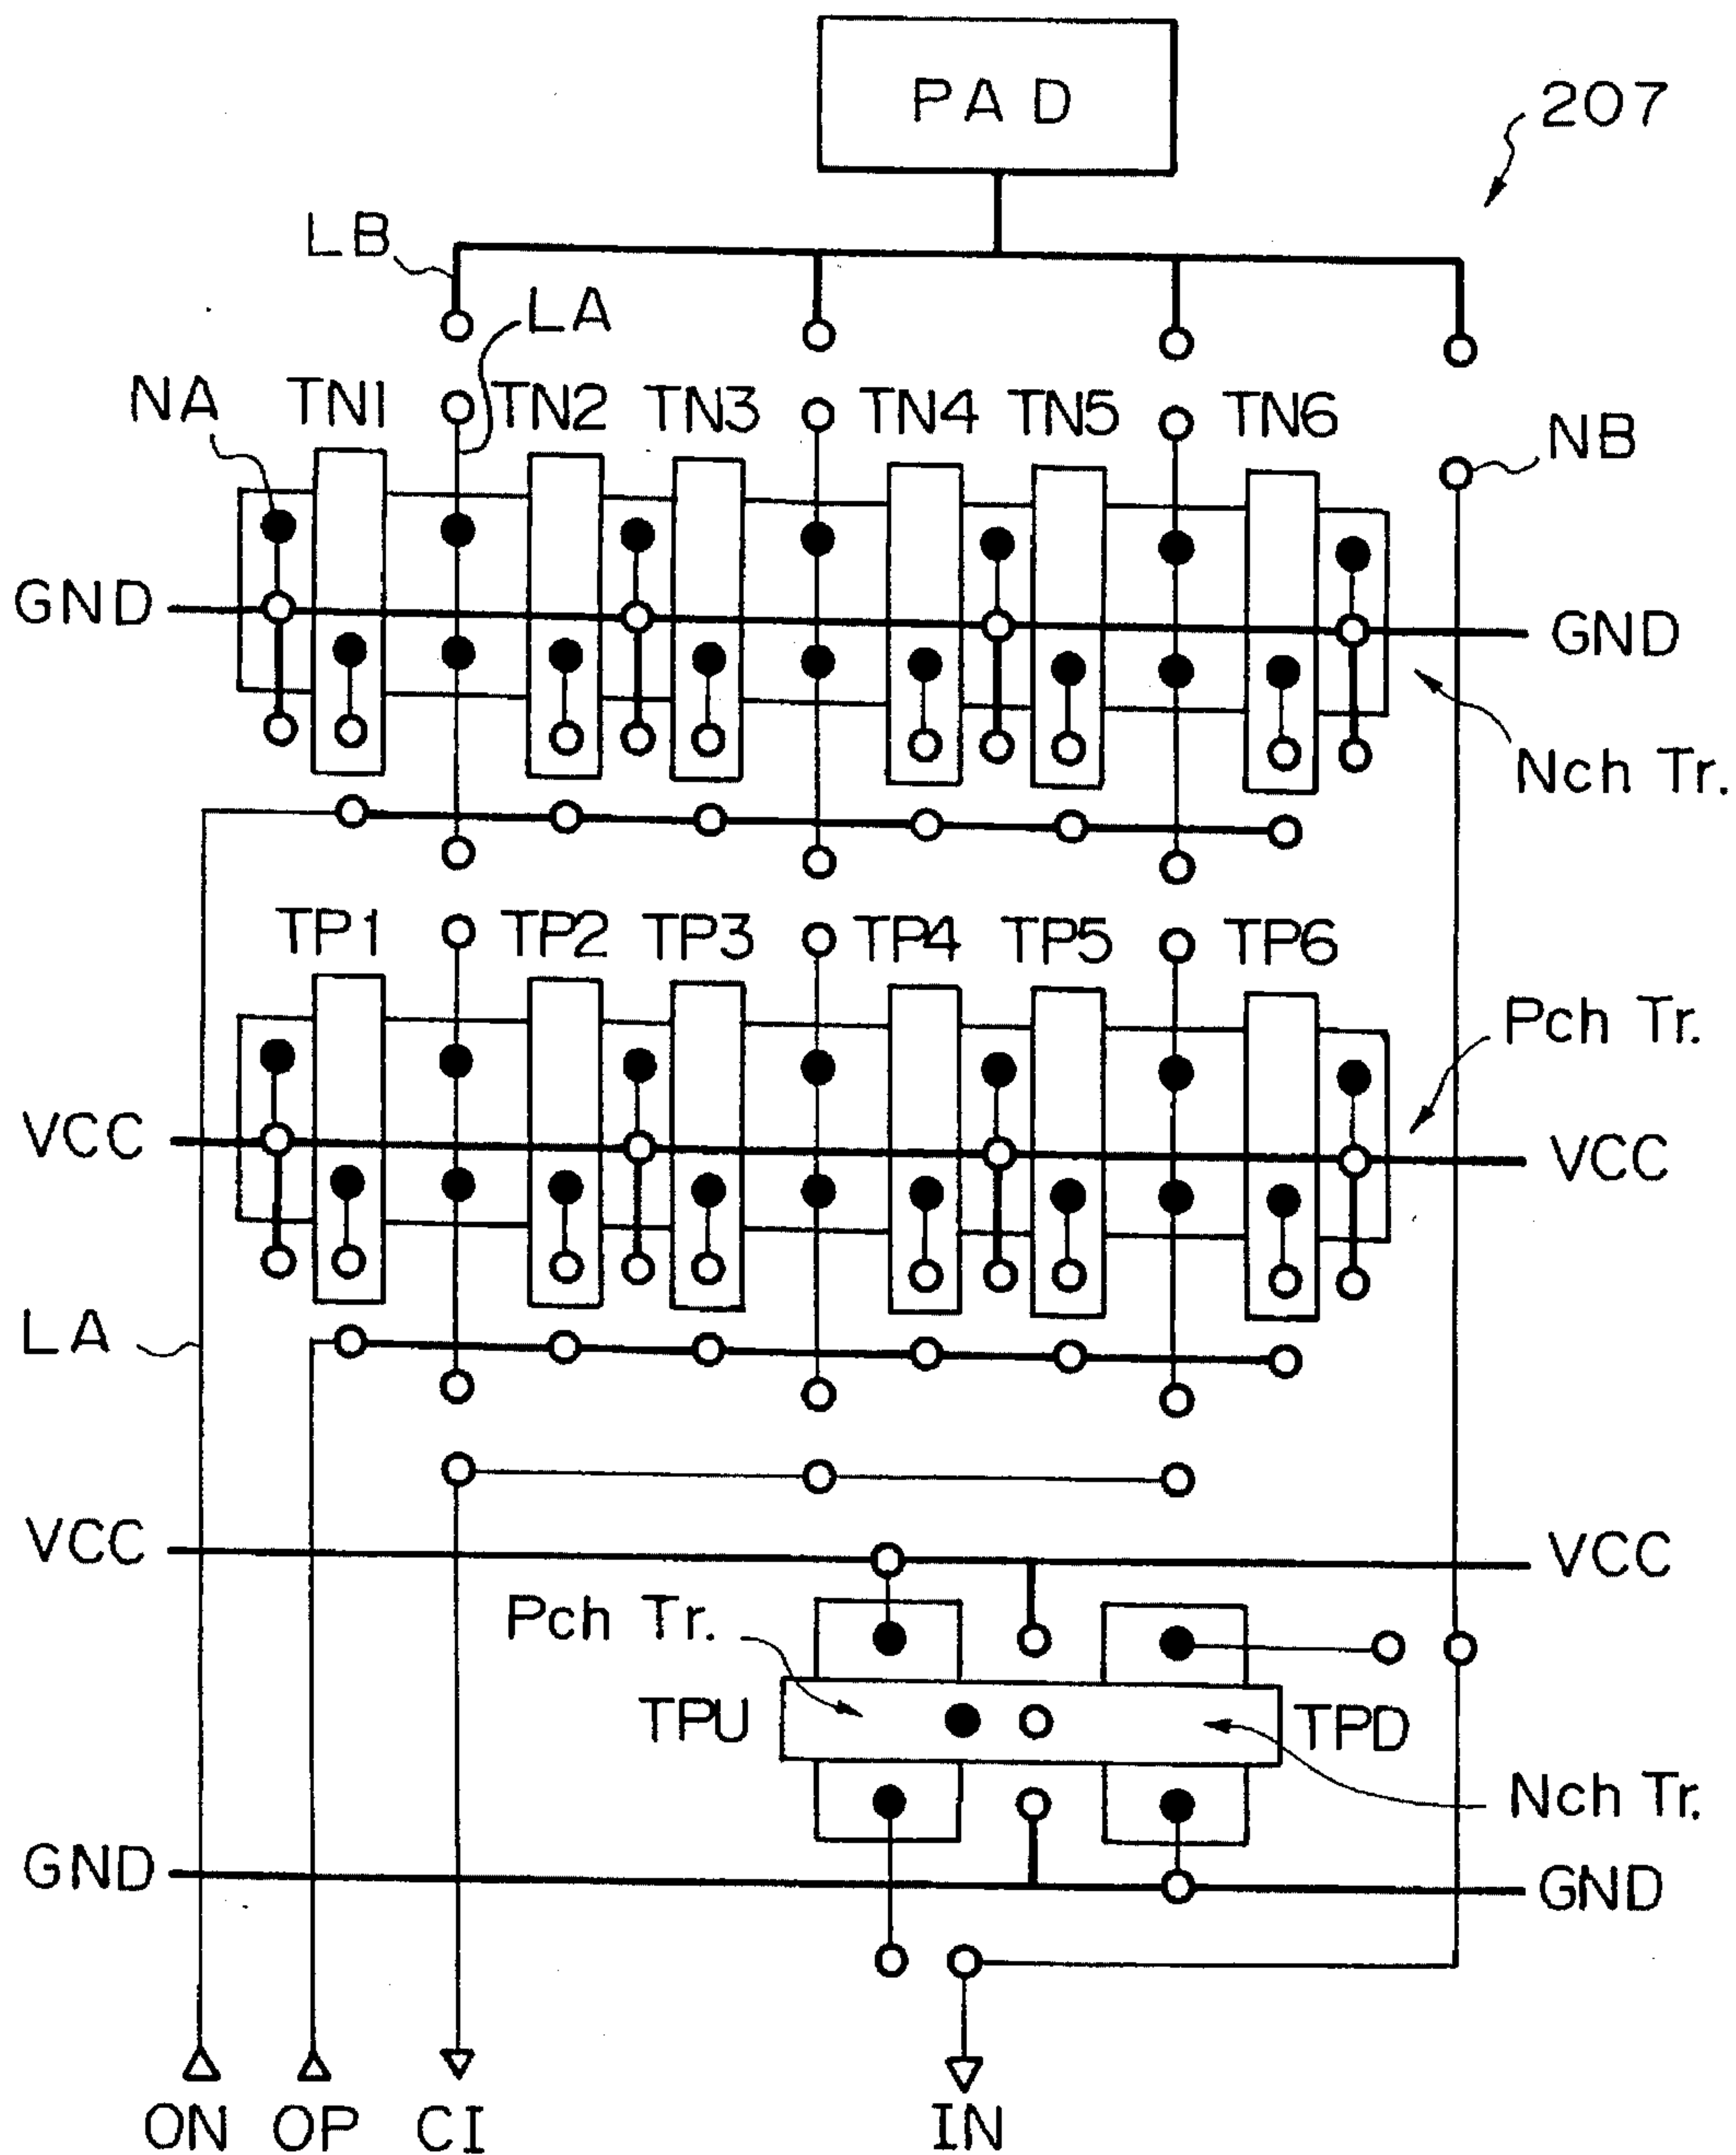 PAD
207
LB
LA
NA TN1 TN2 TN3 TN4 TN5 TN6 NB
GND GND
Nch Tr.
TP1 TP2 TP3 TP4 TP5 TP6
Pch Tr.
VCC VCC
LA
VCC VCC
Pch Tr.
TPU TPD
Nch Tr.
GND GND
ON OP CI IN